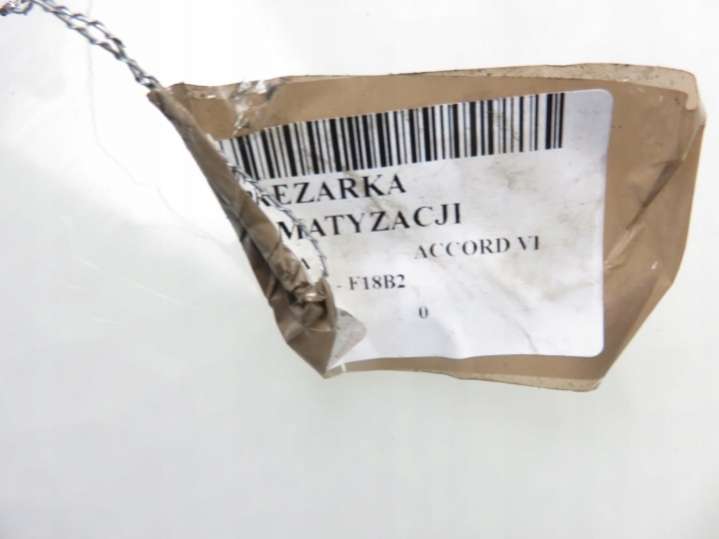 EZARKA
MATYZACJI
A ACCORD VI
- F18B2
0